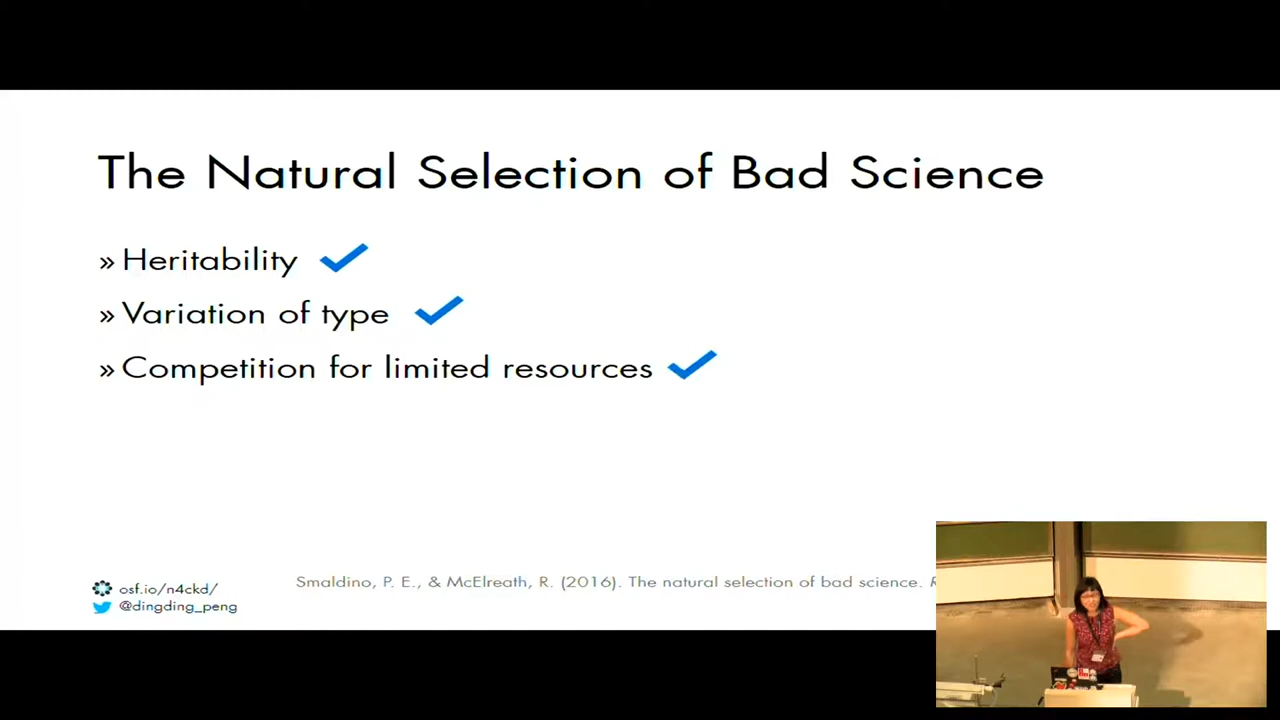 The Natural Selection of Bad Science
» Heritability
» Variation of type
» Competition for limited resources
Smaldino, P. E., & McElreath, R. (2016). The natural selection of bad science. R
osf.io/n4ckd/
@dingding_peng